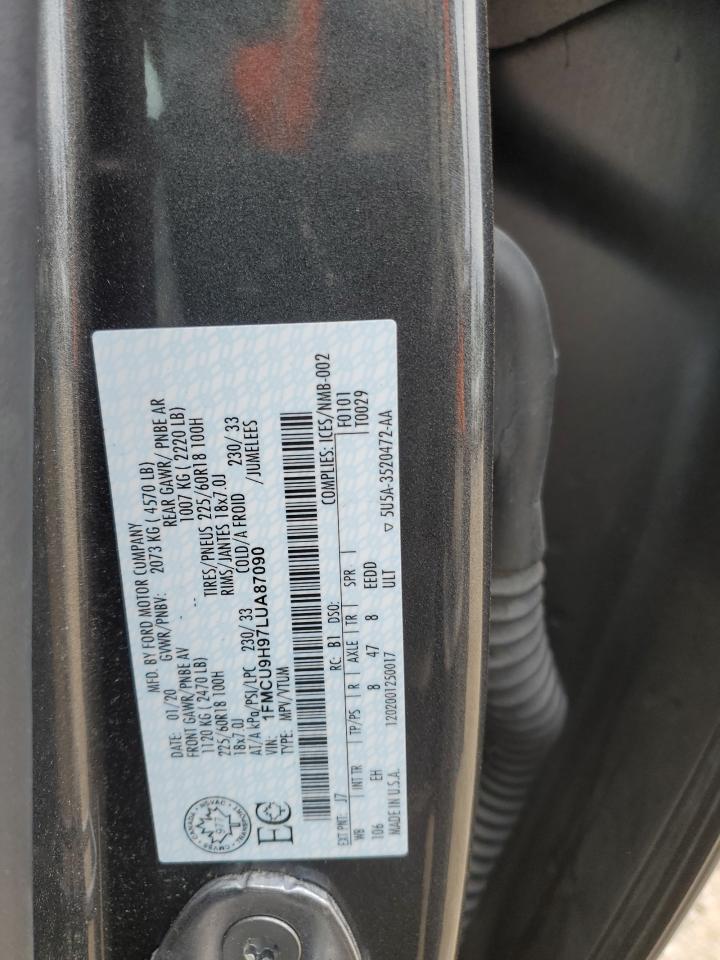 MFD. BY FORD MOTOR COMPANY
DATE: 01/20 GVWR/PNBV: 2073 KG ( 4570 LB)
FRONT GAWR/PNBE AV REAR GAWR/ PNBE AR
1120 KG ( 2470 LB) 1007 KG ( 2220 LB)
225/60R18 100H TIRES/PNEUS 225/60R18 100H
18x7.0J RIMS/JANTES 18x7.0J
AT/A kPa/PSI/LPC 230/ 33 COLD/A FROID 230/ 33
VIN: 1FMCU9H97LUA87090 /JUMELEES
TYPE: MPV/VTUM
CANADA NSVAC
977
CMVSS
EC
COMPLIES: ICES/NMB-002
EXT PNT: J7 RC: B1 DSO: F0101
WB INT TR TP/PS R AXLE TR SPR T0029
106 EH 8 47 8 EEDD
MADE IN U.S.A. 1202001250017 ULT
▽ 5U5A-3520472-AA